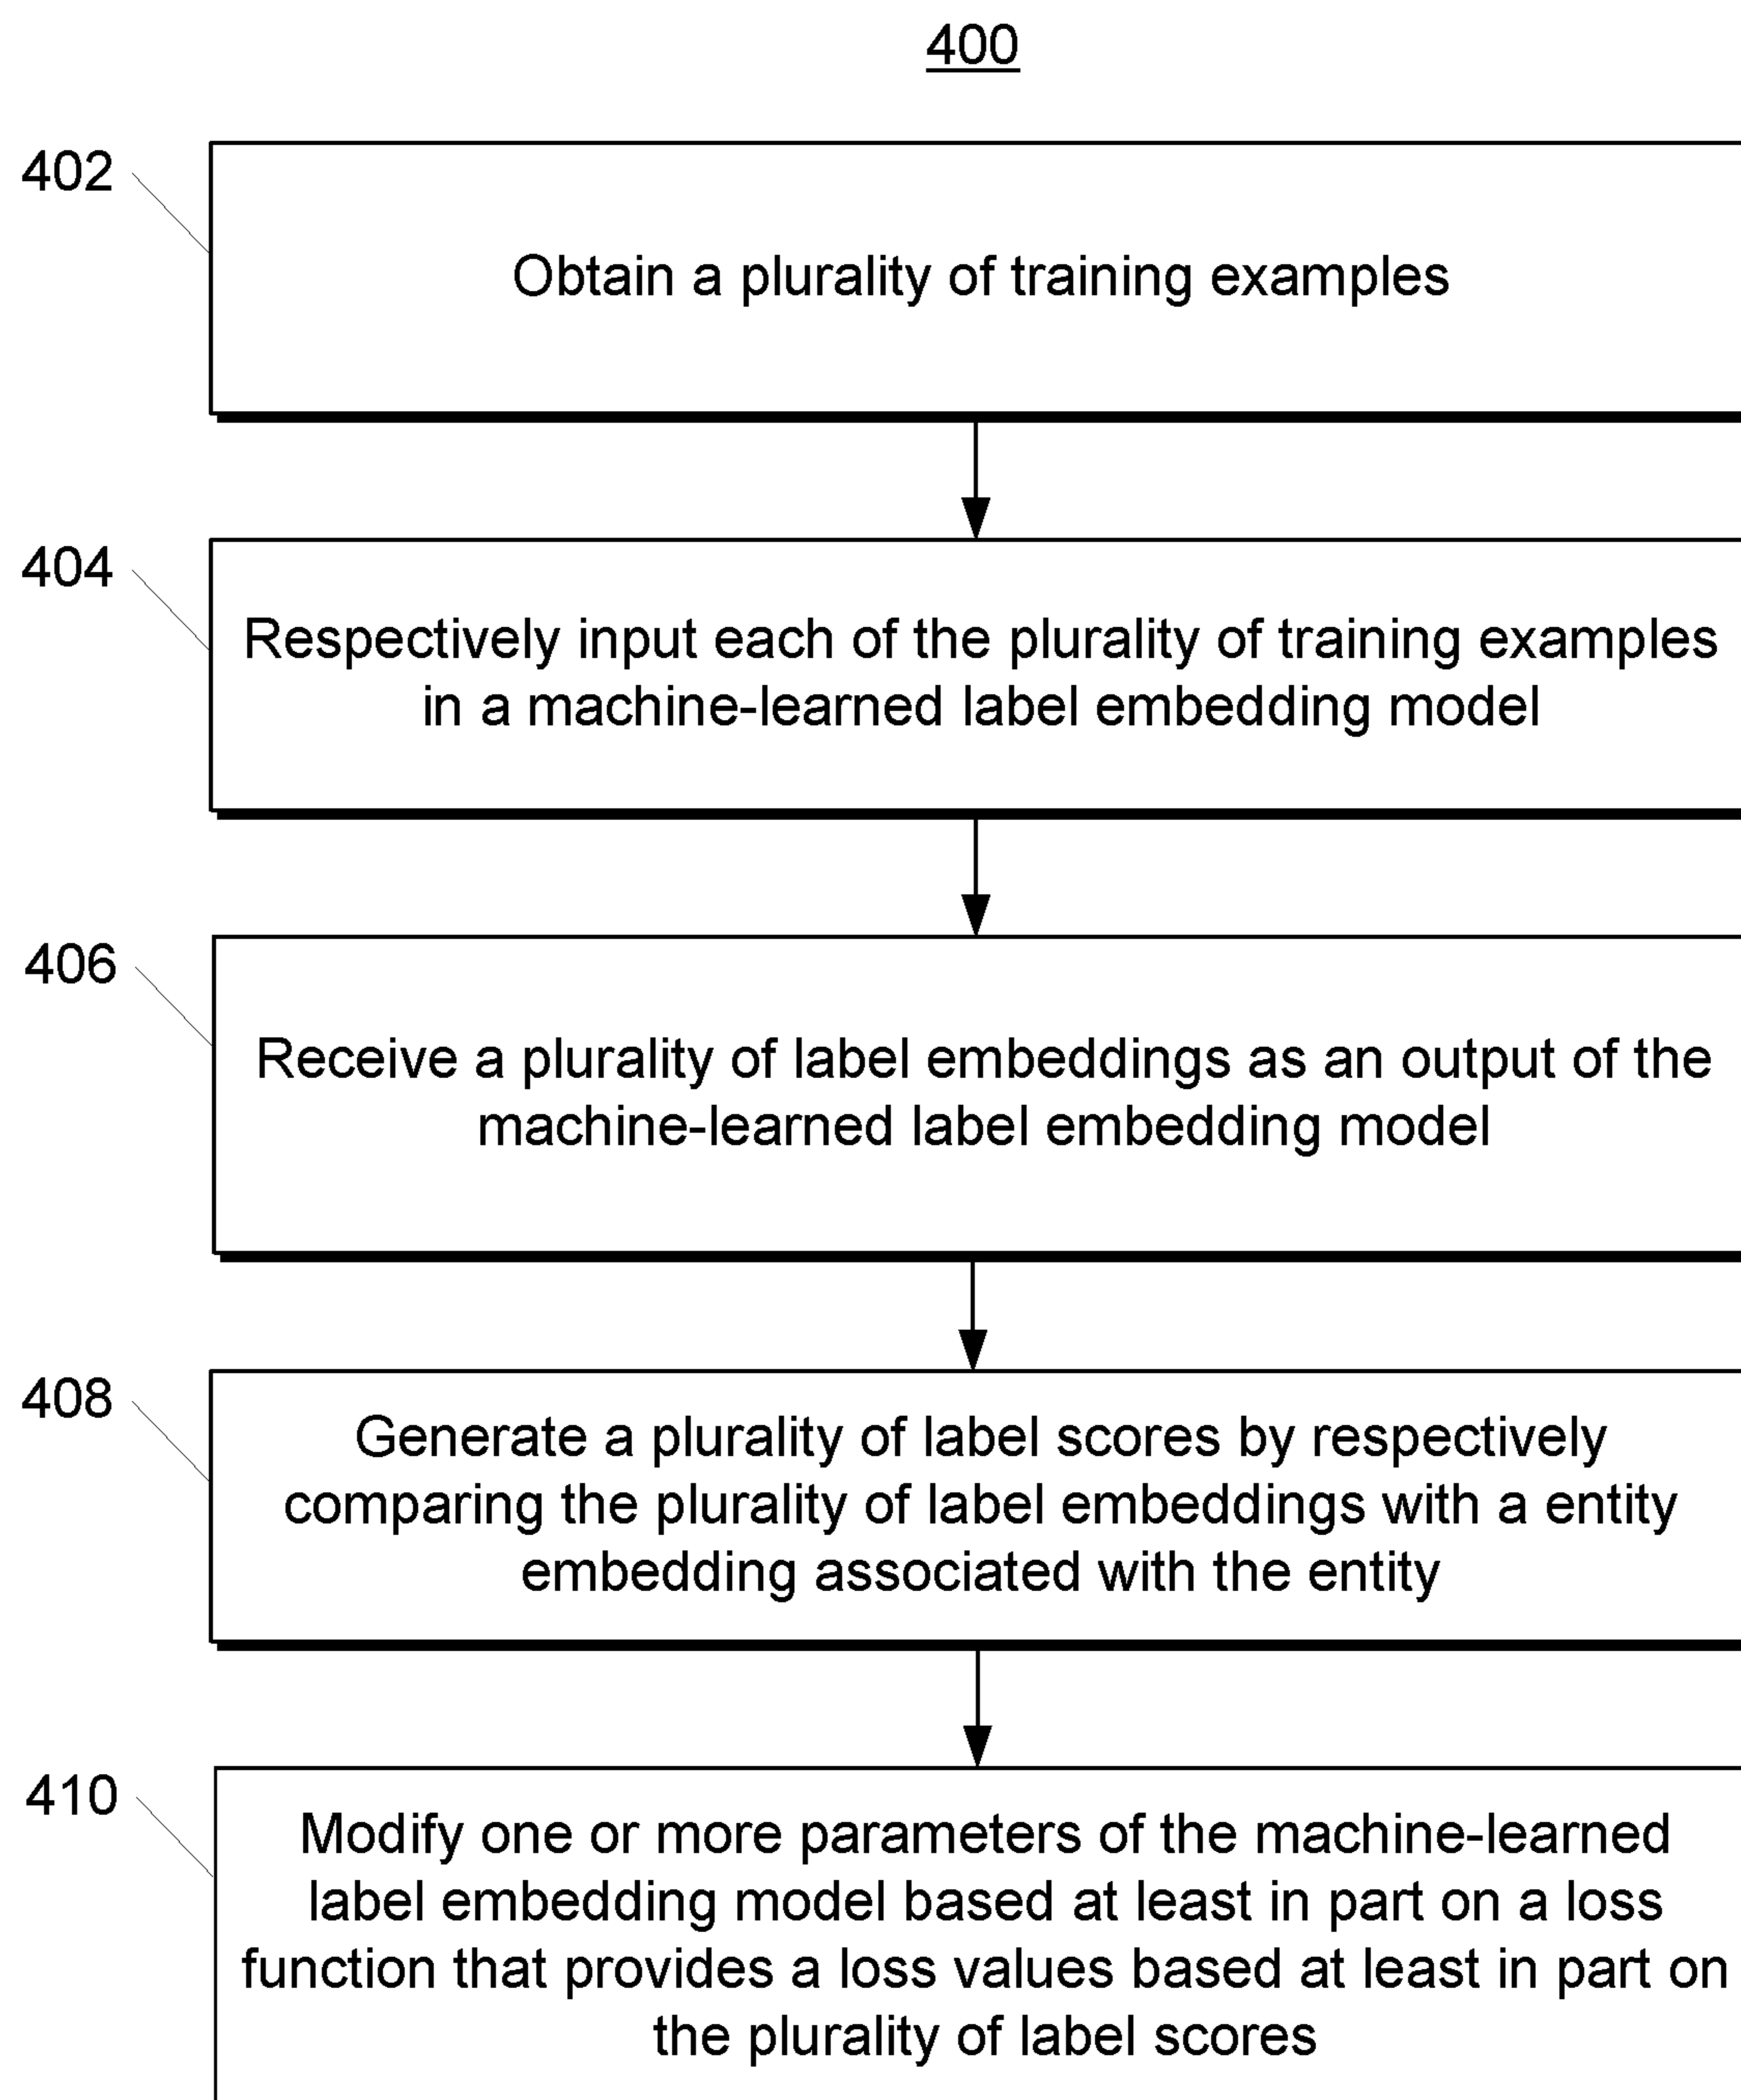 400
402
Obtain a plurality of training examples
404
Respectively input each of the plurality of training examples
in a machine-learned label embedding model
406
Receive a plurality of label embeddings as an output of the
machine-learned label embedding model
408
Generate a plurality of label scores by respectively
comparing the plurality of label embeddings with a entity
embedding associated with the entity
410
Modify one or more parameters of the machine-learned
label embedding model based at least in part on a loss
function that provides a loss values based at least in part on
the plurality of label scores